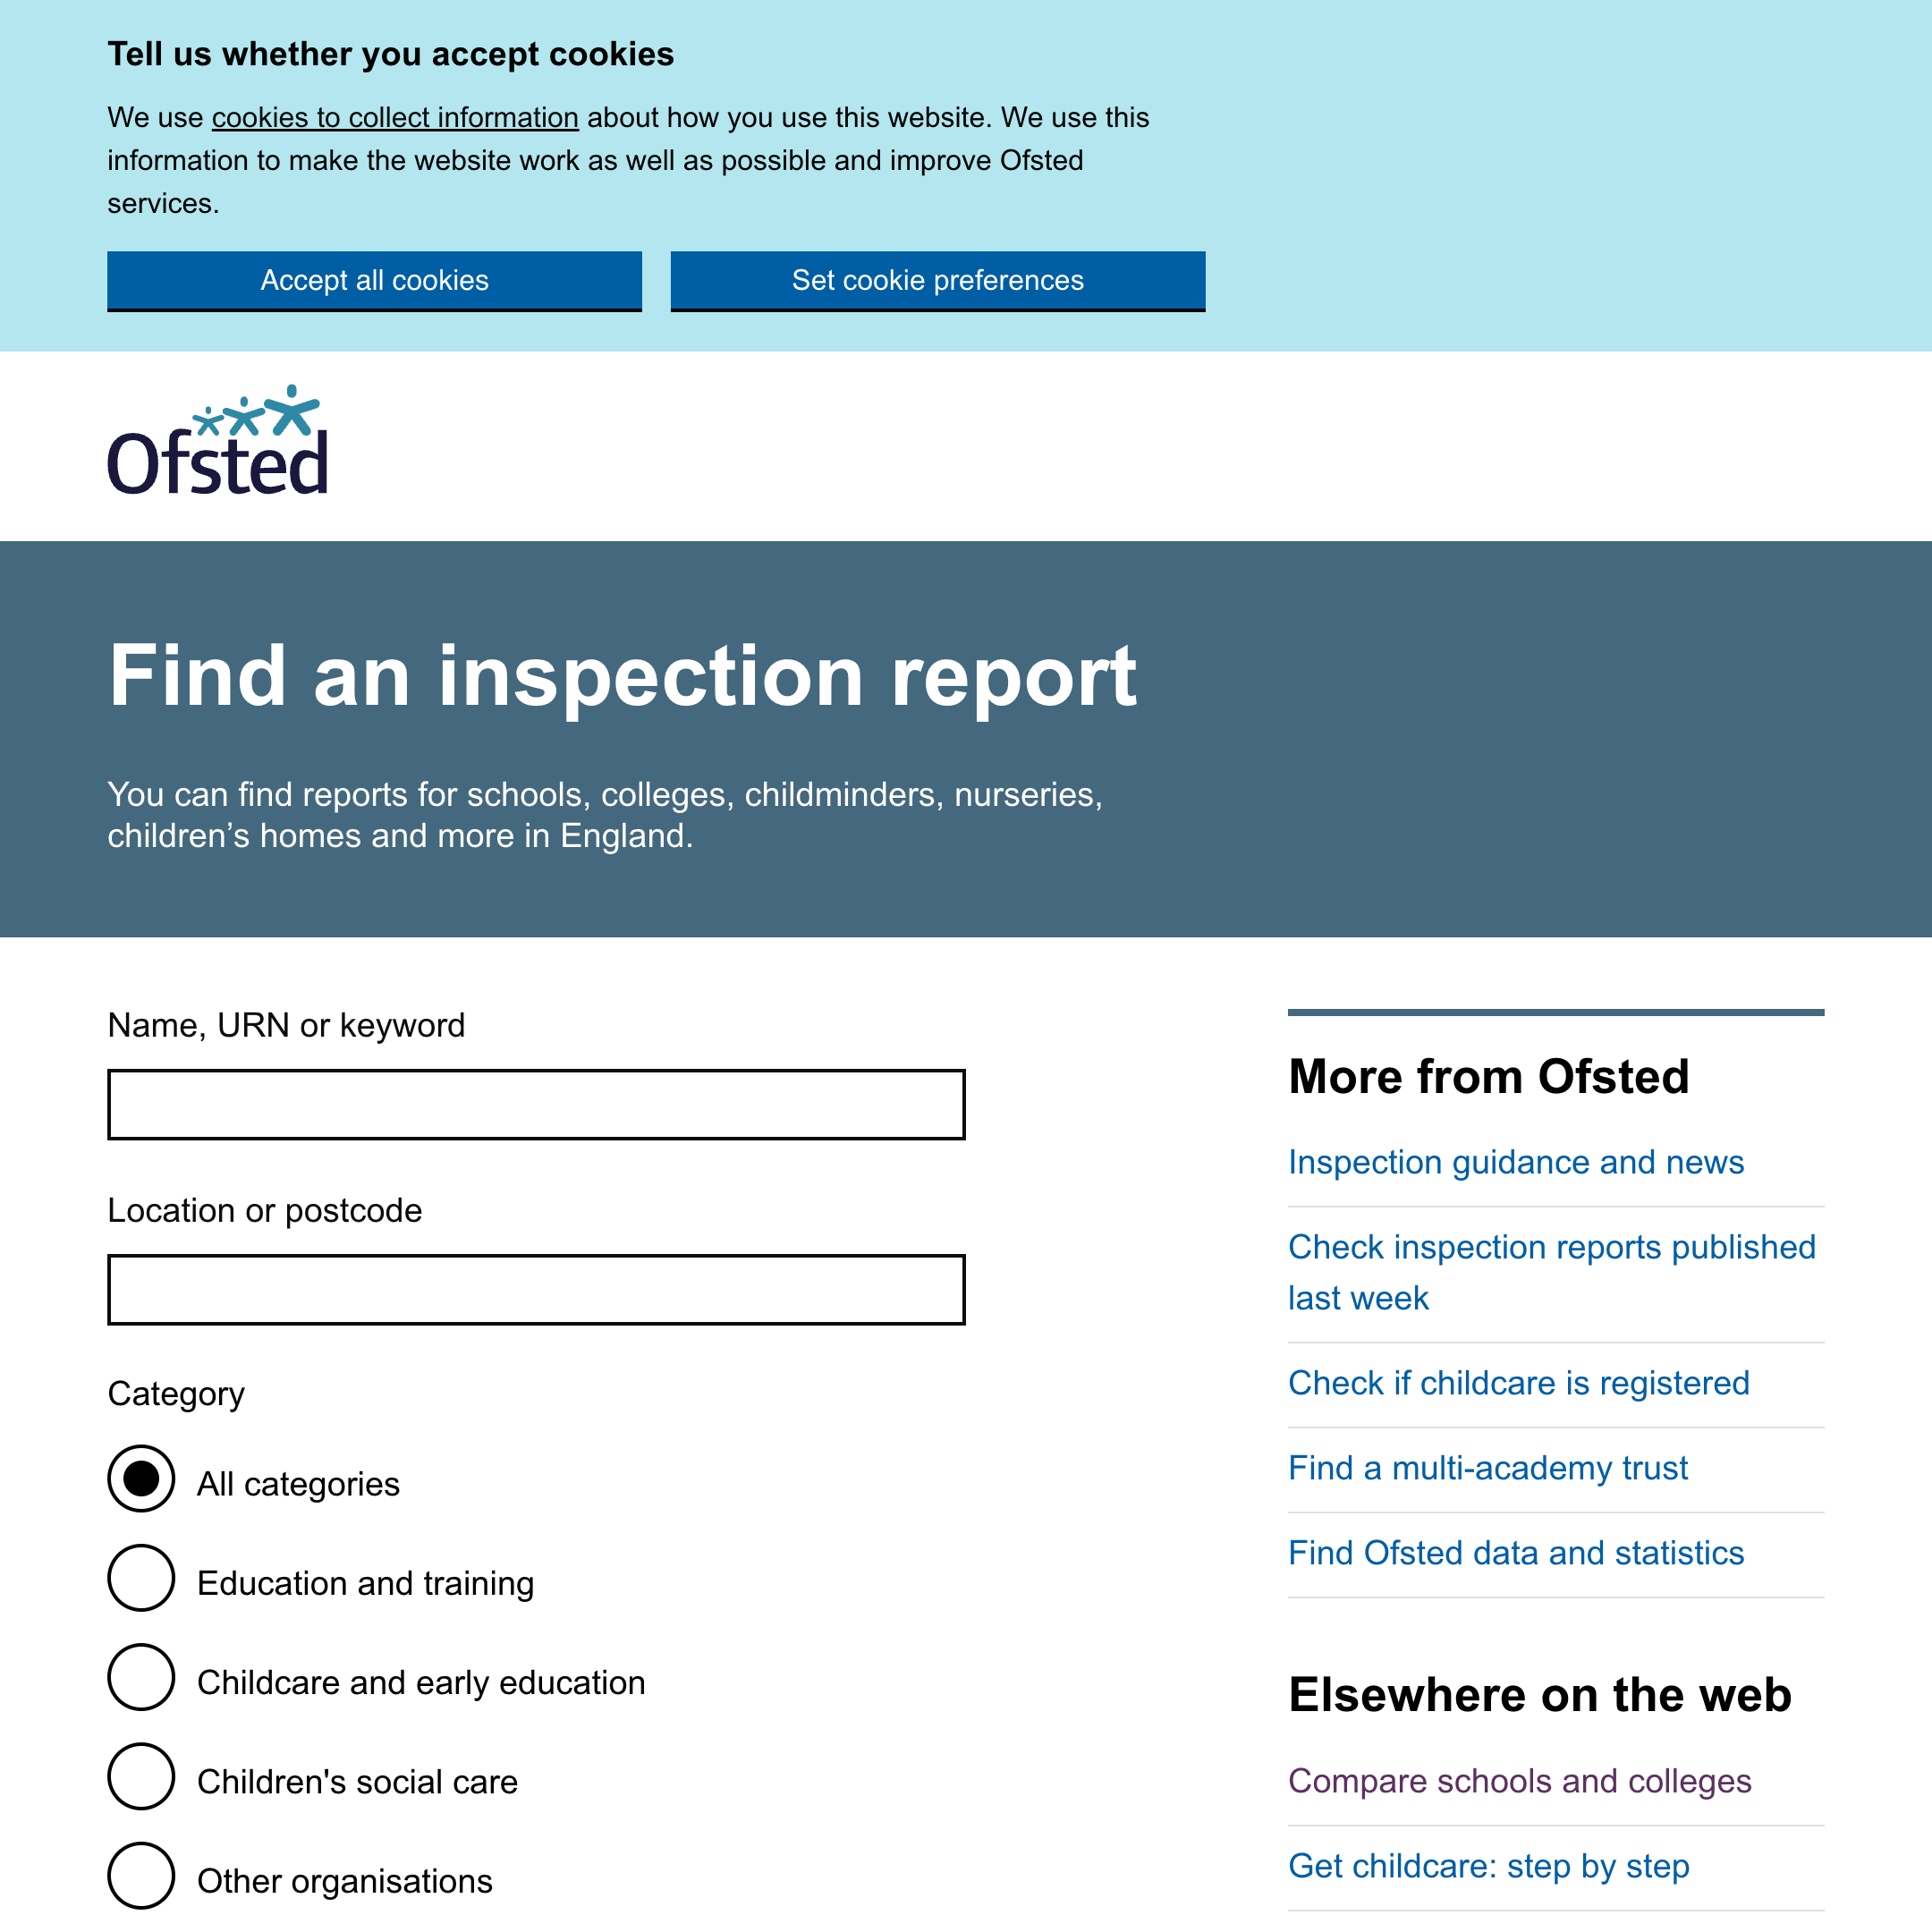 Tell us whether you accept cookies
We use cookies to collect information about how you use this website. We use this
information to make the website work as well as possible and improve Ofsted
services.
Accept all cookies
Set cookie preferences
Ofsted
Find an inspection report
You can find reports for schools, colleges, childminders, nurseries,
children’s homes and more in England.
Name, URN or keyword
Location or postcode
Category
All categories
Education and training
Childcare and early education
Children's social care
Other organisations
More from Ofsted
Inspection guidance and news
Check inspection reports published
last week
Check if childcare is registered
Find a multi-academy trust
Find Ofsted data and statistics
Elsewhere on the web
Compare schools and colleges
Get childcare: step by step